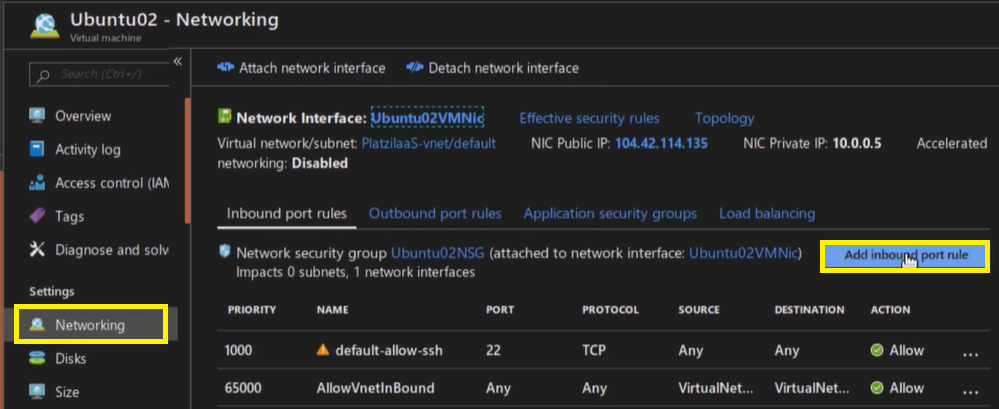 Ubuntu02 - Networking
Virtual machine
«
Search (Ctrl+/)
Overview
Activity log
Access control (IAM
Tags
Diagnose and solv
Settings
Networking
Disks
Size
Attach network interface Detach network interface
Network Interface: Ubuntu02VMNic Effective security rules Topology
Virtual network/subnet: PlatziIaaS-vnet/default NIC Public IP: 104.42.114.135 NIC Private IP: 10.0.0.5 Accelerated
networking: Disabled
Inbound port rules Outbound port rules Application security groups Load balancing
Network security group Ubuntu02NSG (attached to network interface: Ubuntu02VMNic) Add inbound port rule
Impacts 0 subnets, 1 network interfaces
PRIORITY NAME PORT PROTOCOL SOURCE DESTINATION ACTION
1000 default-allow-ssh 22 TCP Any Any Allow ...
65000 AllowVnetInBound Any Any VirtualNet... VirtualNet... Allow ...